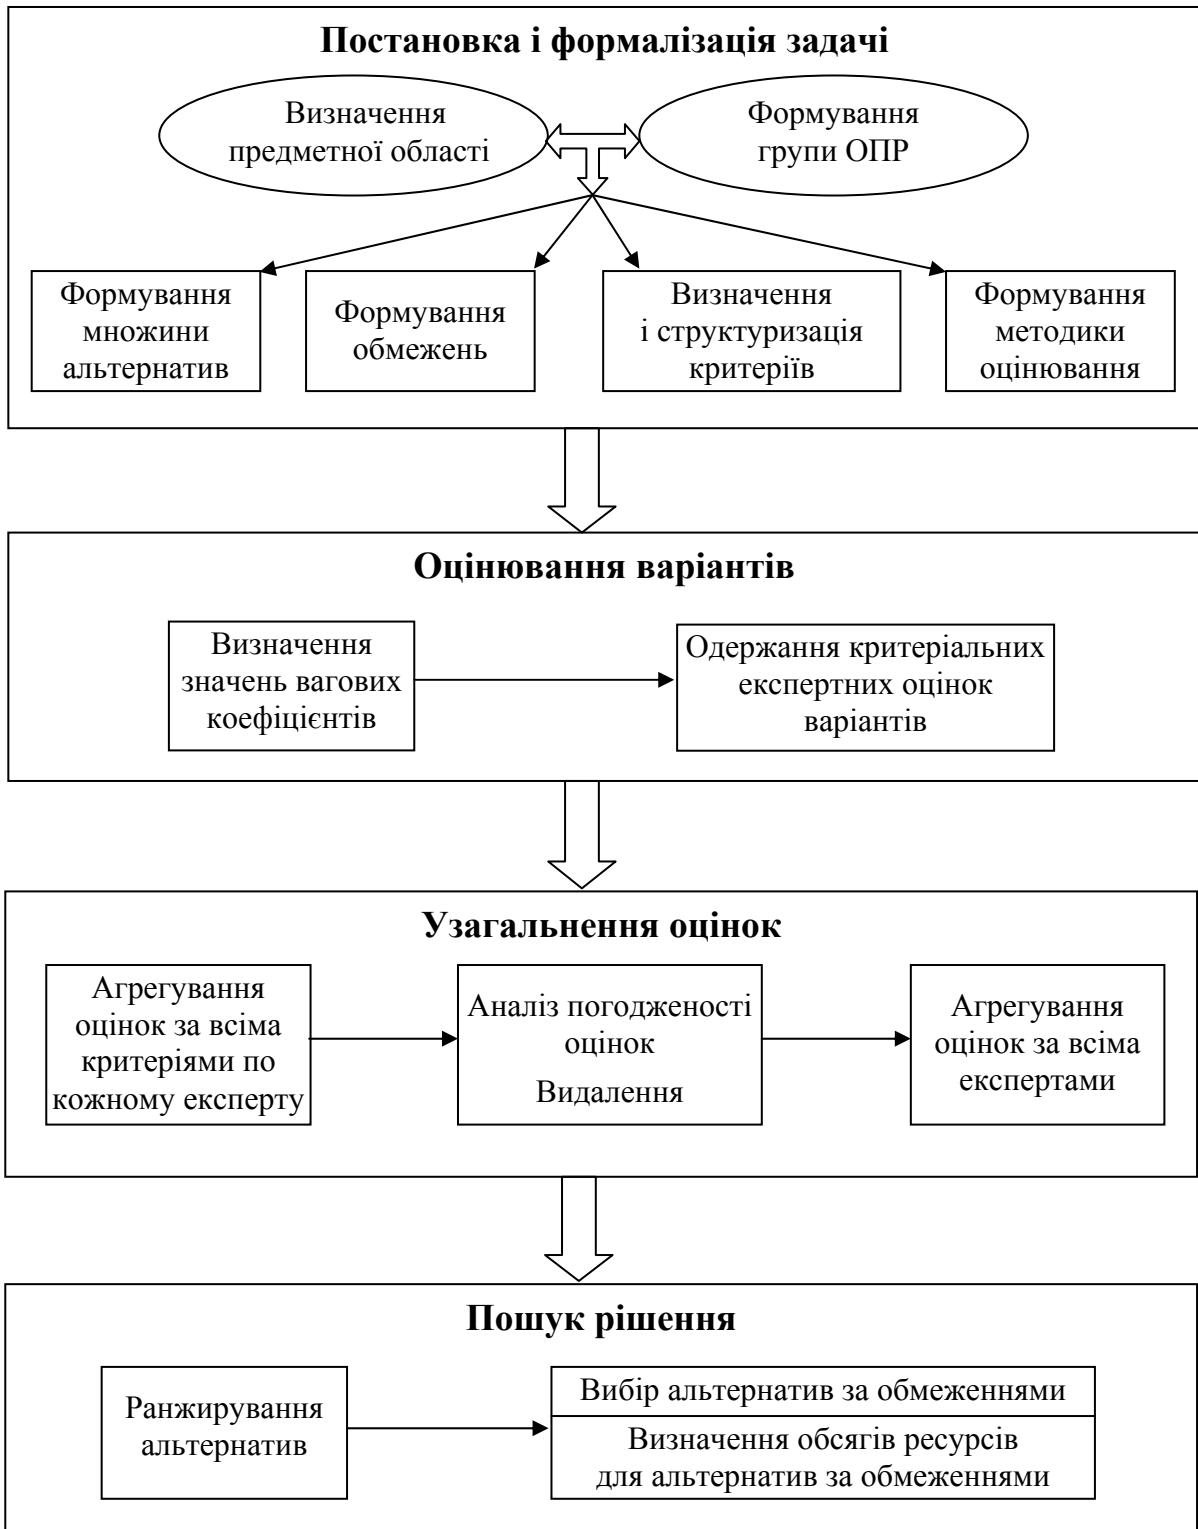 Постановка і формалізація задачі
Визначення
предметної області
Формування
групи ОПР
Формування
множини
альтернатив
Формування
обмежень
Визначення
і структуризація
критеріїв
Формування
методики
оцінювання
Оцінювання варіантів
Визначення
значень вагових
коефіцієнтів
Одержання критеріальних
експертних оцінок
варіантів
Узагальнення оцінок
Агрегування
оцінок за всіма
критеріями по
кожному експерту
Аналіз погодженості
оцінок
Видалення
Агрегування
оцінок за всіма
експертами
Пошук рішення
Ранжирування
альтернатив
Вибір альтернатив за обмеженнями
Визначення обсягів ресурсів
для альтернатив за обмеженнями